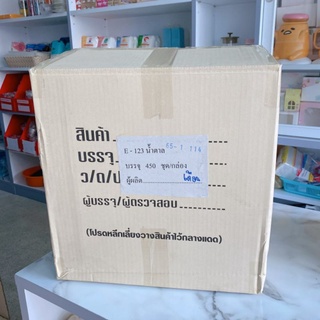 สินค้า
E - 123 น้ำตาล
บรรจุ
บรรจุ 450 ชุด/กล่อง
ว/ด/ป
ผู้ผลิต
ผู้บรรจุ/ผู้ตรวจสอบ
(โปรดหลีกเลี่ยงวางสินค้าไว้กลางแดด)